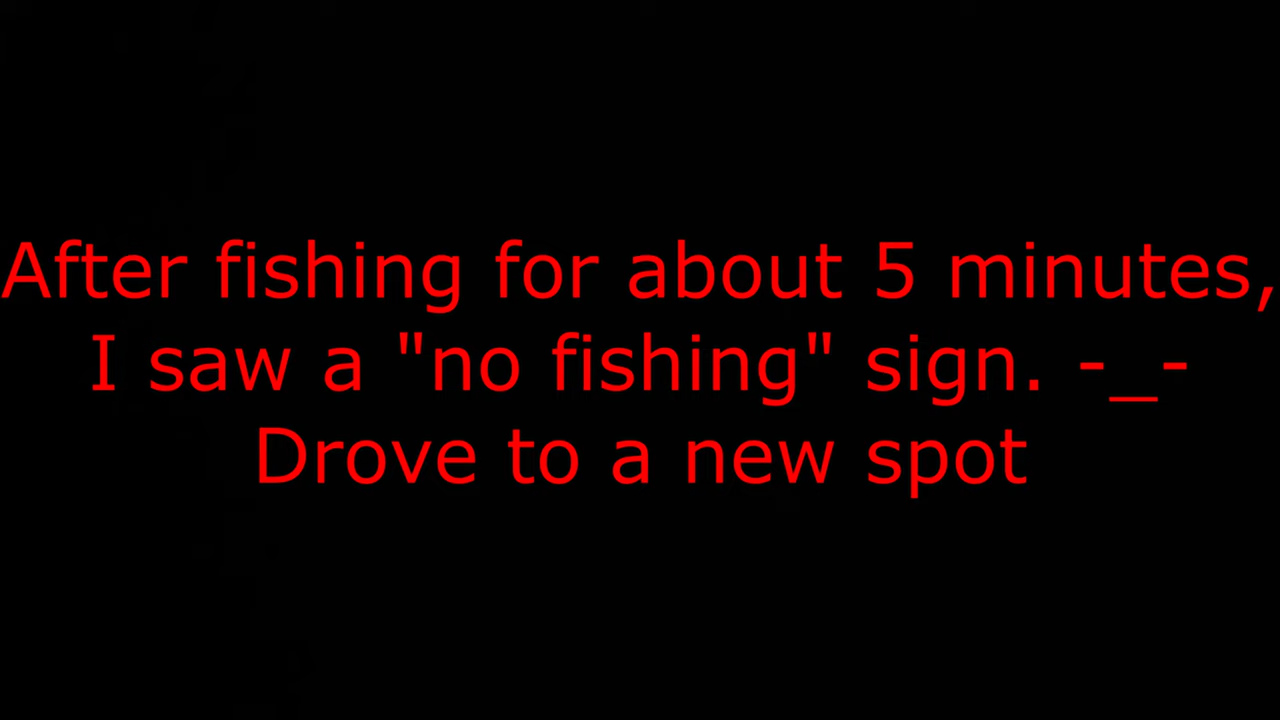 After fishing for about 5 minutes,
I saw a "no fishing" sign. -_-
Drove to a new spot